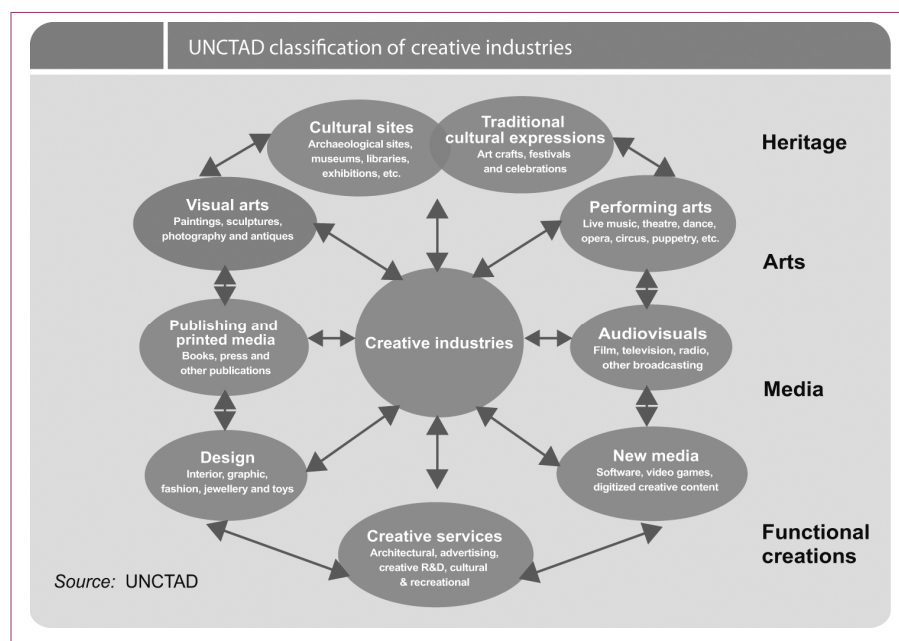 UNCTAD classification of creative industries
Cultural sites
Archaeological sites,
museums, libraries,
exhibitions, etc.
Traditional
cultural expressions
Art crafts, festivals
and celebrations
Heritage
Visual arts
Paintings, sculptures,
photography and antiques
Performing arts
Live music, theatre, dance,
opera, circus, puppetry, etc.
Arts
Publishing and
printed media
Books, press and
other publications
Creative industries
Audiovisuals
Film, television, radio,
other broadcasting
Media
Design
Interior, graphic,
fashion, jewellery and toys
New media
Software, video games,
digitized creative content
Creative services
Architectural, advertising,
creative R&D, cultural
& recreational
Functional
creations
Source: UNCTAD